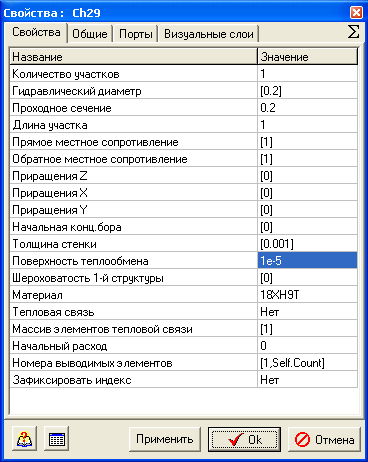 Свойства : Ch29
Свойства Общие Порты Визуальные слои Σ
Название Значение
Количество участков 1
Гидравлический диаметр [0.2]
Проходное сечение 0.2
Длина участка 1
Прямое местное сопротивление [1]
Обратное местное сопротивление [1]
Приращения Z [0]
Приращения X [0]
Приращения Y [0]
Начальная конц.бора [0]
Толщина стенки [0.001]
Поверхность теплообмена 1e-5
Шероховатость 1-й структуры [0]
Материал 18ХН9Т
Тепловая связь Нет
Массив элементов тепловой связи [1]
Начальный расход 0
Номера выводимых элементов [1,Self.Count]
Зафиксировать индекс Нет
Применить Ok Отмена